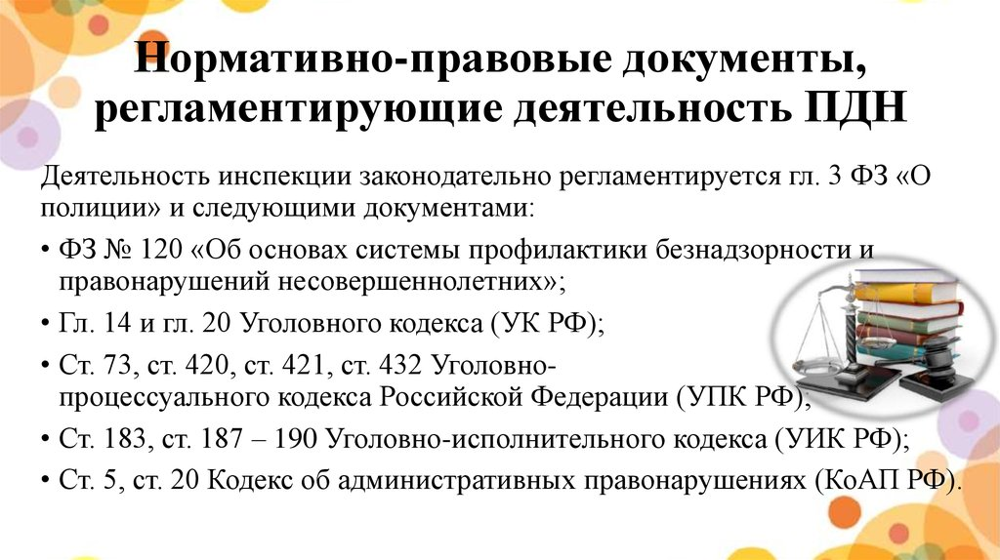 Нормативно-правовые документы,
регламентирующие деятельность ПДН
Деятельность инспекции законодательно регламентируется гл. 3 ФЗ «О
полиции» и следующими документами:
• ФЗ № 120 «Об основах системы профилактики безнадзорности и
правонарушений несовершеннолетних»;
• Гл. 14 и гл. 20 Уголовного кодекса (УК РФ);
• Ст. 73, ст. 420, ст. 421, ст. 432 Уголовно-
процессуального кодекса Российской Федерации (УПК РФ);
• Ст. 183, ст. 187 – 190 Уголовно-исполнительного кодекса (УИК РФ);
• Ст. 5, ст. 20 Кодекс об административных правонарушениях (КоАП РФ).